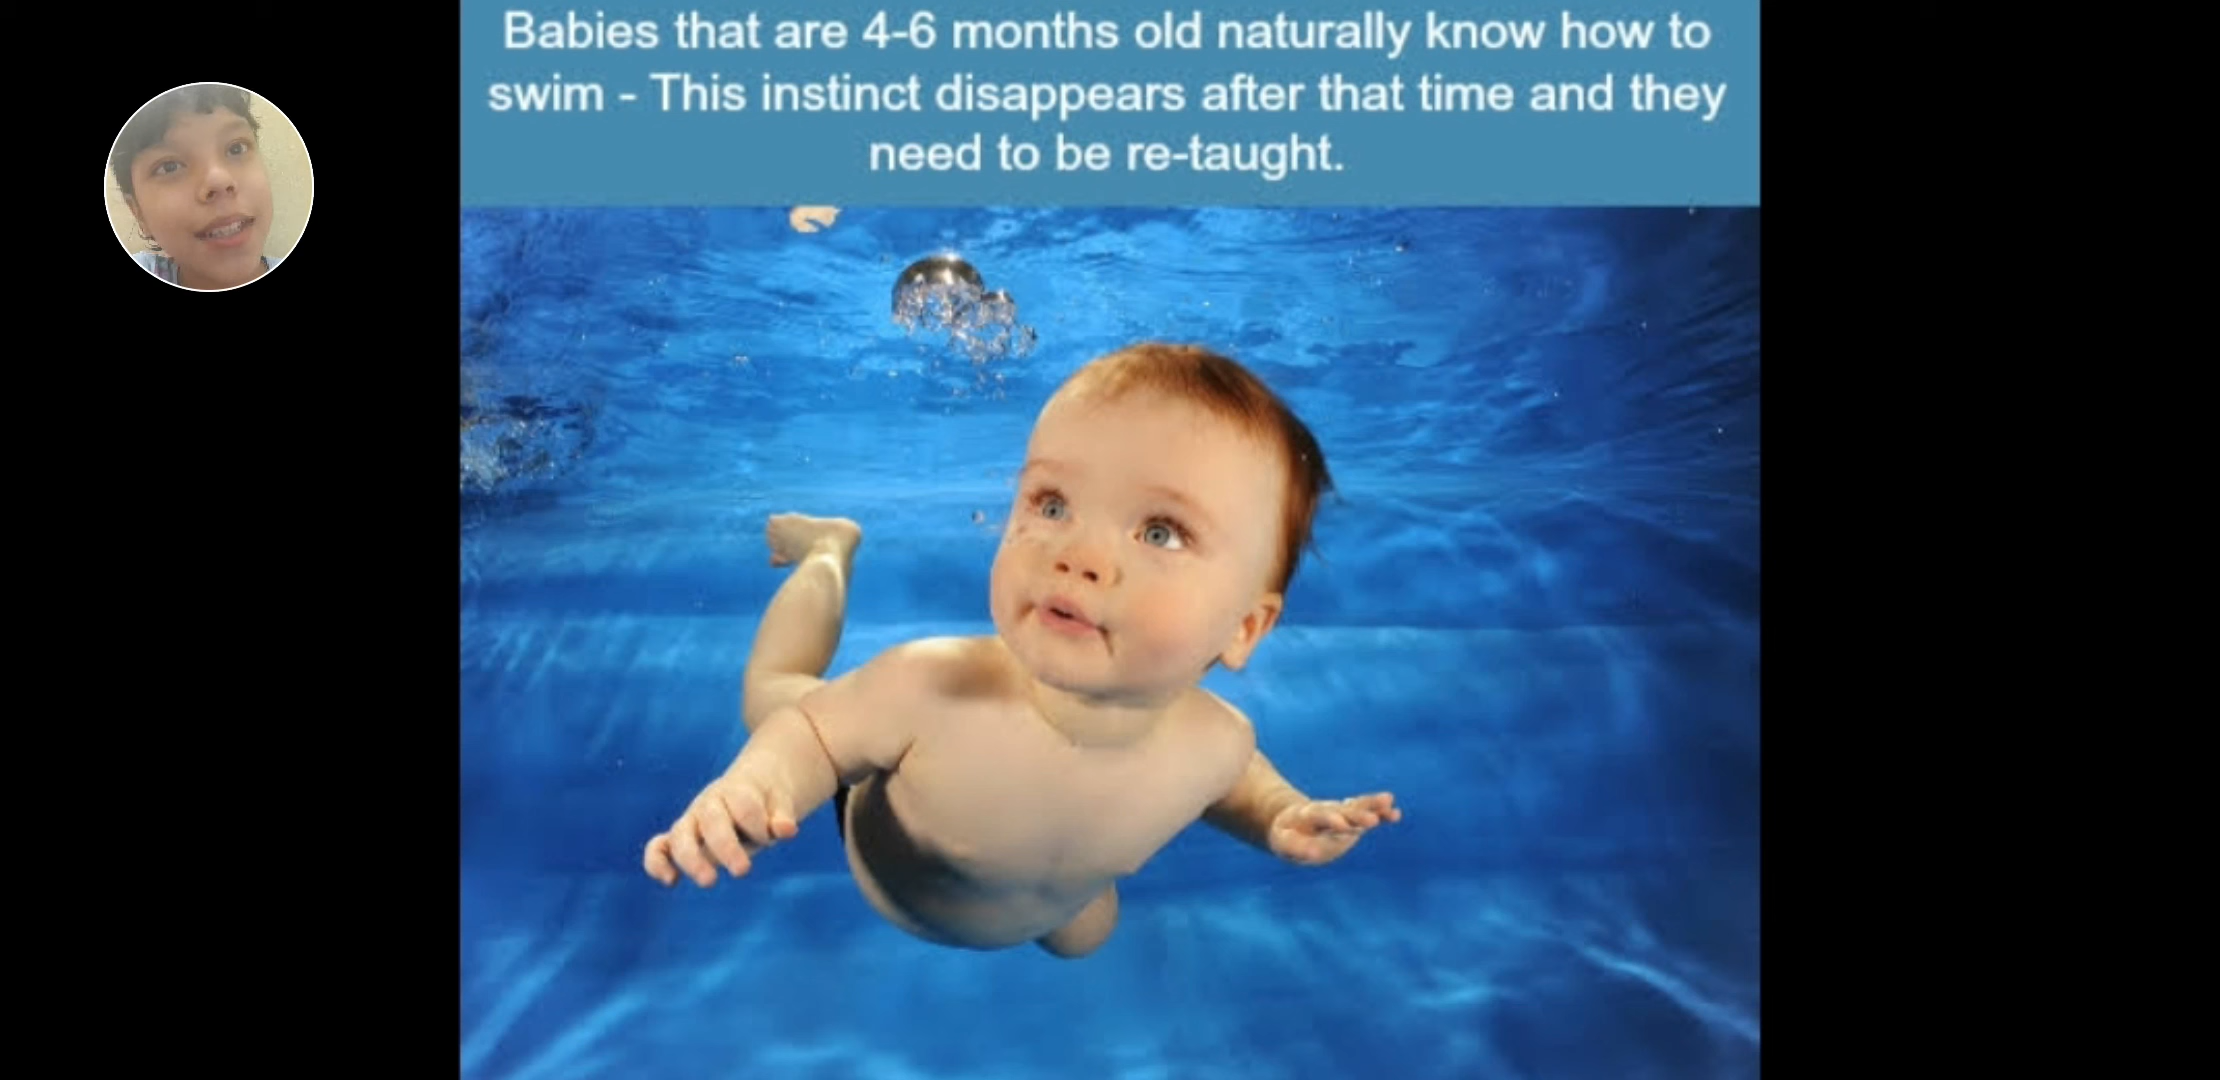 Babies that are 4-6 months old naturally know how to
swim - This instinct disappears after that time and they
need to be re-taught.